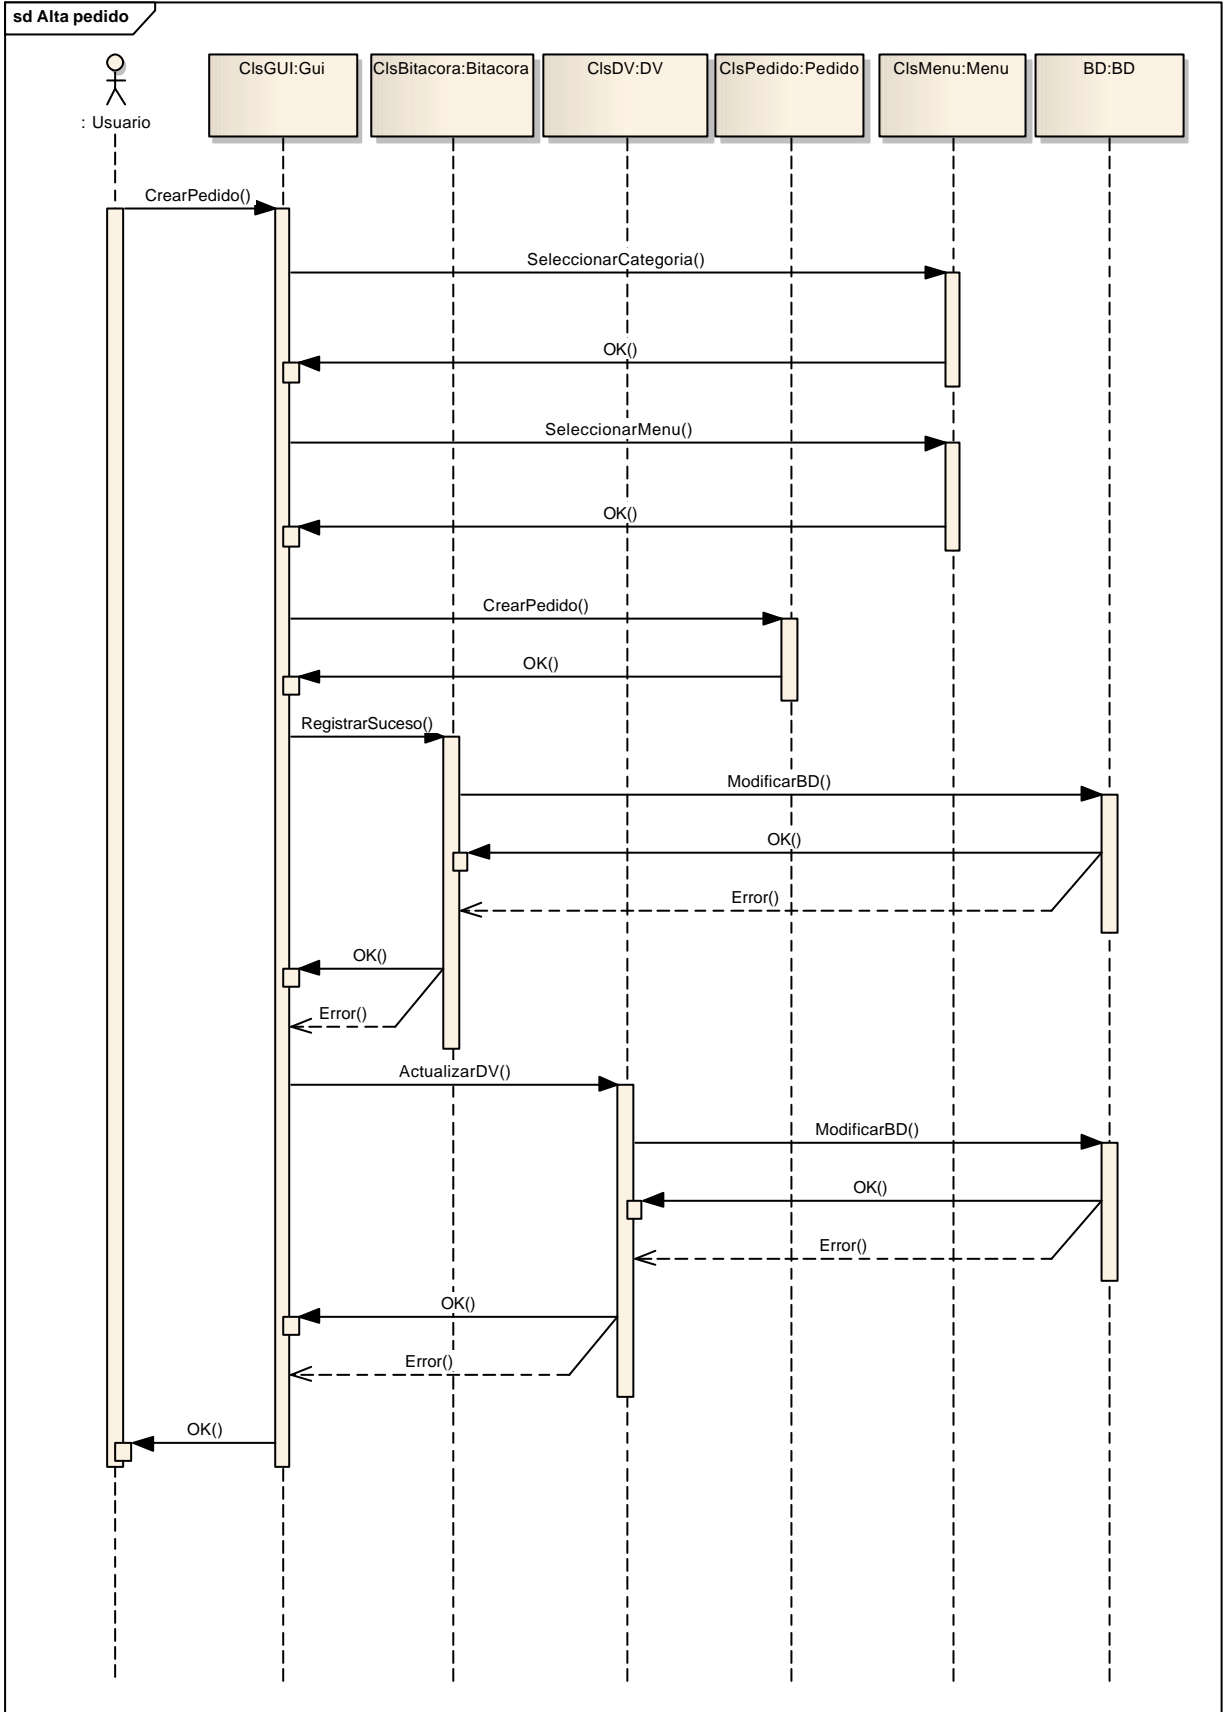 sd Alta pedido
: Usuario
ClsGUI:Gui
ClsBitacora:Bitacora
ClsDV:DV
ClsPedido:Pedido
ClsMenu:Menu
BD:BD
CrearPedido()
SeleccionarCategoria()
OK()
SeleccionarMenu()
OK()
CrearPedido()
OK()
RegistrarSuceso()
ModificarBD()
OK()
Error()
OK()
Error()
ActualizarDV()
ModificarBD()
OK()
Error()
OK()
Error()
OK()